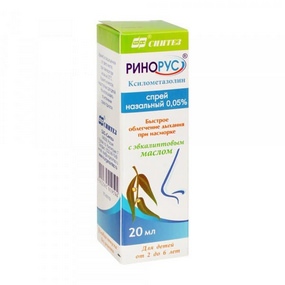 СИНТЕЗ
РИНОРУС®
Ксилометазолин
спрей
назальный 0,05%
Быстрое
облегчение дыхания
при насморке
с эвкалиптовым
маслом
20 мл
Для детей
от 2 до 6 лет